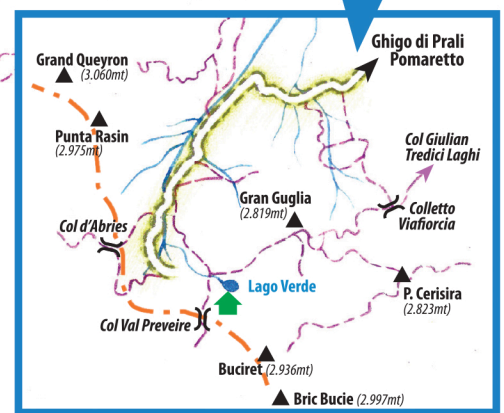 Ghigo di Prali
Pomaretto
Grand Queyron
(3.060mt)
Punta Rasin
(2.975mt)
Col Giulian
Tredici Laghi
Gran Guglia
(2.819mt)
Colletto
Viafiorcia
Col d'Abries
Lago Verde
P. Cerisira
(2.823mt)
Col Val Preveire
Buciret (2.936mt)
Bric Bucie (2.997mt)